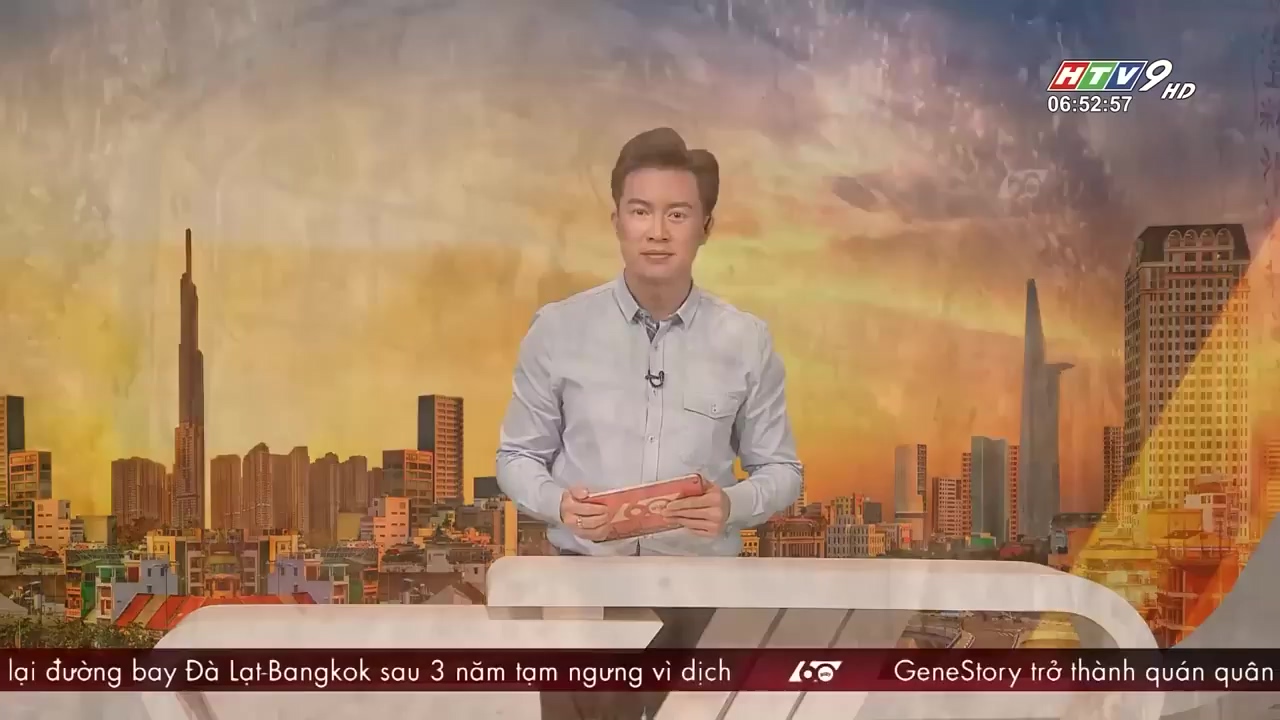 HTV9 HD
06:52:57
lại đường bay Đà Lạt-Bangkok sau 3 năm tạm ngưng vì dịch 60 GeneStory trở thành quán quân